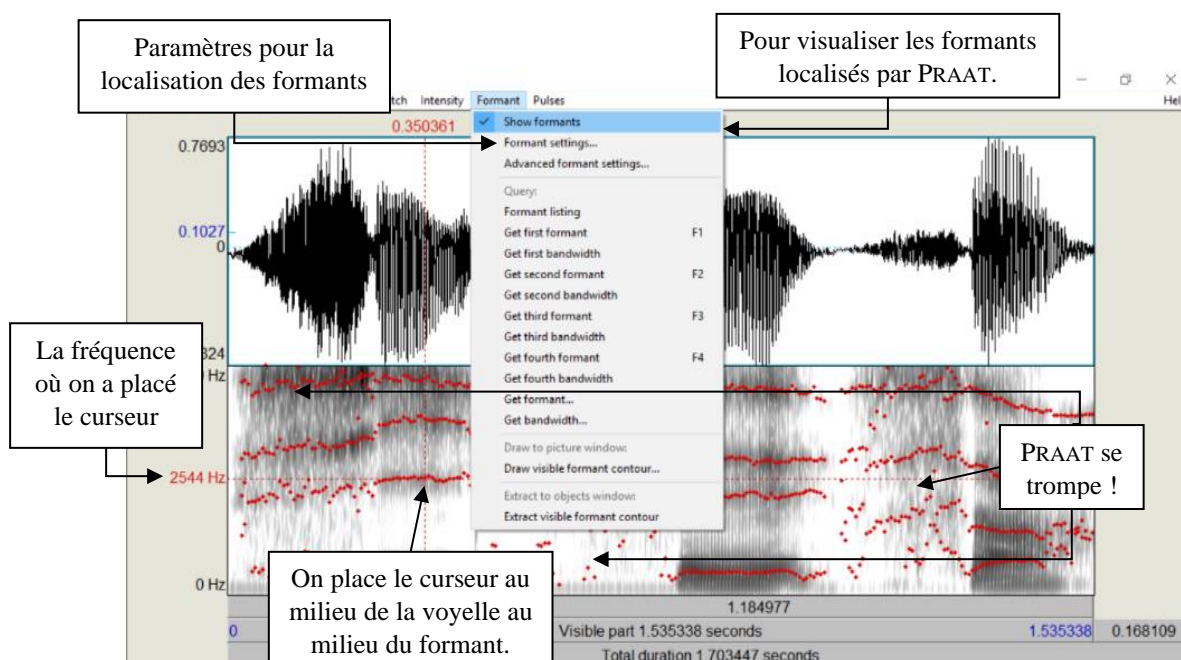 Paramètres pour la
localisation des formants
Pour visualiser les formants
localisés par PRAAT.
Intensity Formant Pulses
0.350361
Show formants
Formant settings...
Advanced formant settings...
Query:
Formant listing
Get first formant F1
Get first bandwidth
Get second formant F2
Get second bandwidth
Get third formant F3
Get third bandwidth
Get fourth formant F4
Get fourth bandwidth
Get formant...
Get bandwidth...
Draw to picture window:
Draw visible formant contour...
Extract to objects window:
Extract visible formant contour
0.7693
0.1027
0
324
Hz
La fréquence
où on a placé
le curseur
2544 Hz
PRAAT se
trompe !
0 Hz
On place le curseur au
milieu de la voyelle au
milieu du formant.
1.184977
0
Visible part 1.535338 seconds
1.535338
0.168109
Total duration 1.703447 seconds